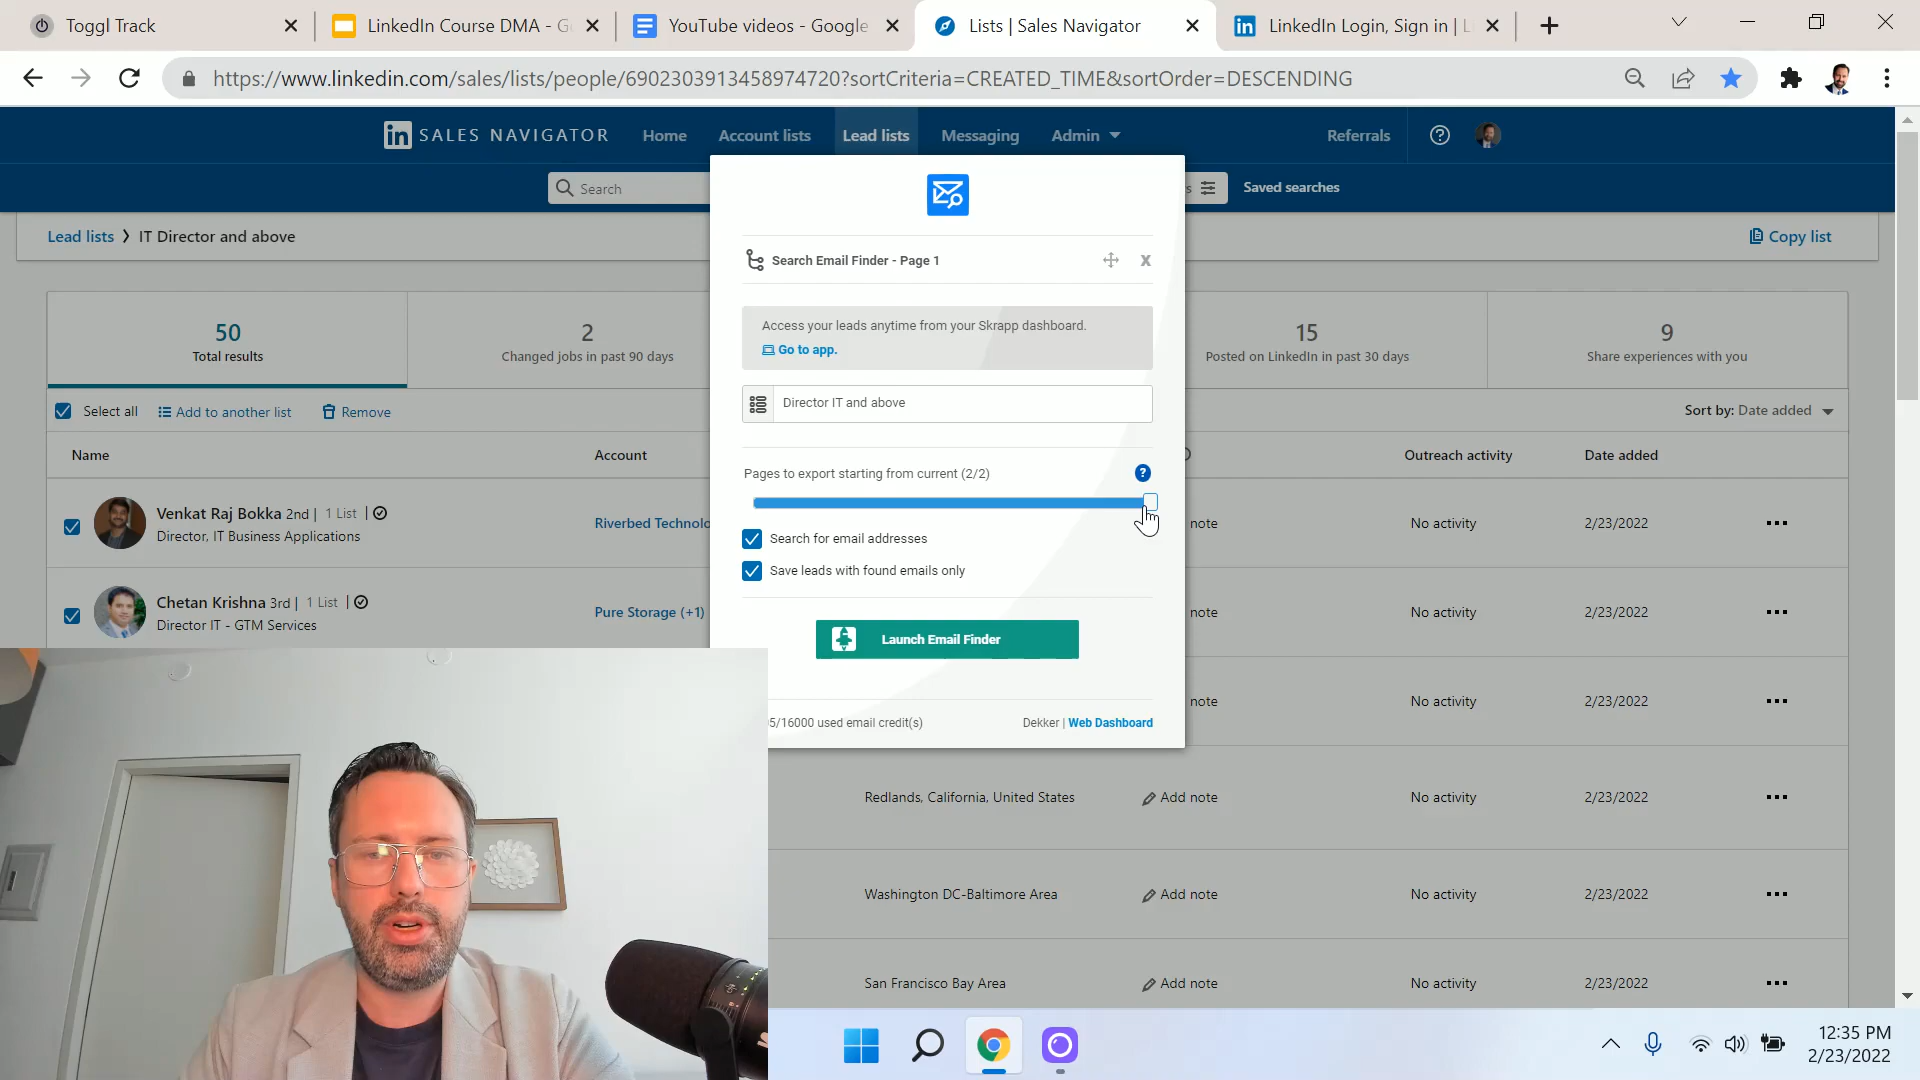 Toggl Track
LinkedIn Course DMA - G
YouTube videos - Google
Lists | Sales Navigator
LinkedIn Login, Sign in | L
https://www.linkedin.com/sales/lists/people/6902303913458974720?sortCriteria=CREATED_TIME&sortOrder=DESCENDING
in SALES NAVIGATOR
Home
Account lists
Lead lists
Messaging
Admin
Referrals
Search
s
Saved searches
Lead lists > IT Director and above
Copy list
50
Total results
2
Changed jobs in past 90 days
15
Posted on LinkedIn in past 30 days
9
Share experiences with you
Select all
Add to another list
Remove
Sort by: Date added
Name
Account
Outreach activity
Date added
Venkat Raj Bokka 2nd | 1 List |
Director, IT Business Applications
Riverbed Technolo
note
No activity
2/23/2022
Chetan Krishna 3rd | 1 List |
Director IT - GTM Services
Pure Storage (+1)
note
No activity
2/23/2022
note
No activity
2/23/2022
Redlands, California, United States
Add note
No activity
2/23/2022
Washington DC-Baltimore Area
Add note
No activity
2/23/2022
San Francisco Bay Area
Add note
No activity
2/23/2022
Search Email Finder - Page 1
X
Access your leads anytime from your Skrapp dashboard.
Go to app.
Director IT and above
Pages to export starting from current (2/2)
?
Search for email addresses
Save leads with found emails only
Launch Email Finder
5/16000 used email credit(s)
Dekker | Web Dashboard
12:35 PM
2/23/2022